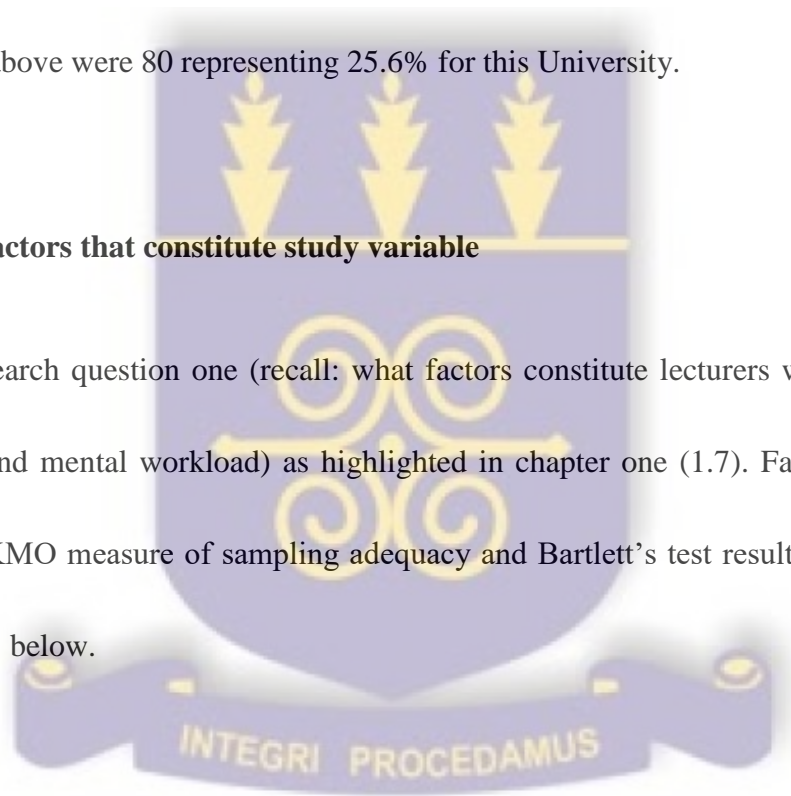 above were 80 representing 25.6% for this University.
actors that constitute study variable
earch question one (recall: what factors constitute lecturers w
nd mental workload) as highlighted in chapter one (1.7). Fa
KMO measure of sampling adequacy and Bartlett's test result
below.
INTEGRI PROCEDAMUS